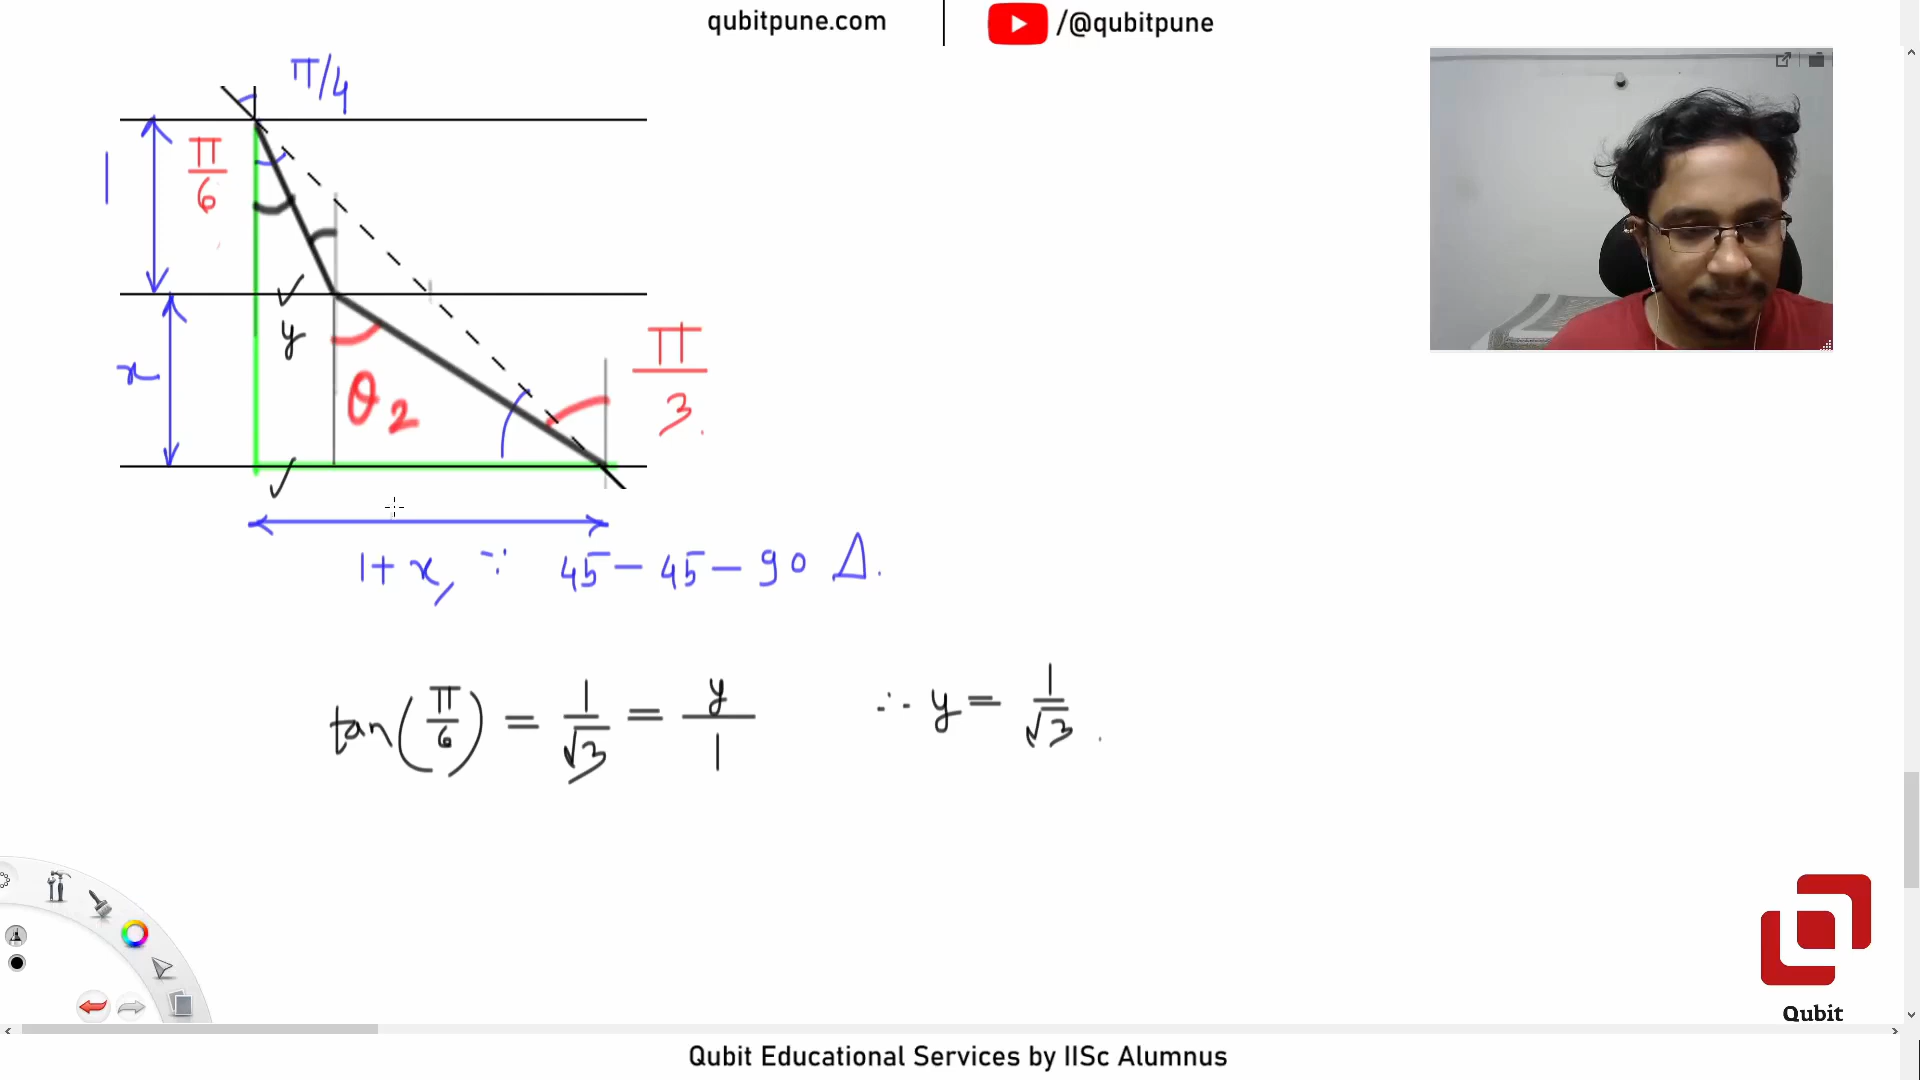 qubitpune.com | /@qubitpune
π/4
1
π/6
y
x
θ2
π/3.
1+x, ∵ 45-45-90 Δ.
tan(π/6) = 1/√3 = y/1 ∴ y = 1/√3.
Qubit
Qubit Educational Services by IISc Alumnus